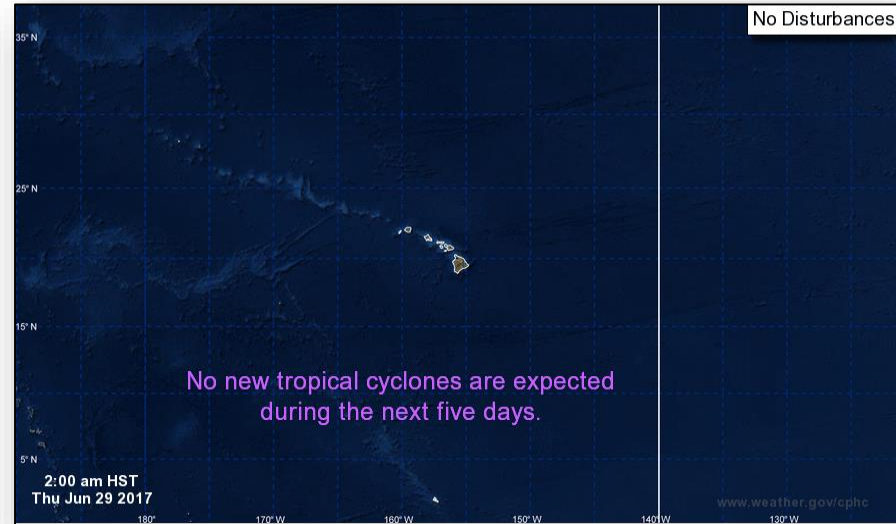 No Disturbances
35° N
25° N
15° N
No new tropical cyclones are expected
during the next five days.
5° N
2:00 am HST
Thu Jun 29 2017
www.weather.gov/cphc
180°
170° W
160° W
150° W
140° W
130° W